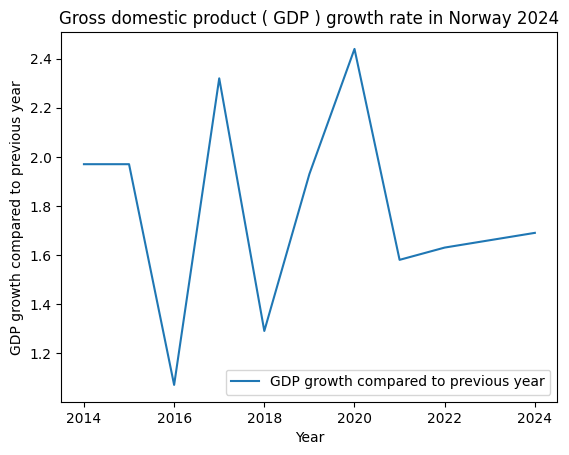 Gross domestic product ( GDP ) growth rate in Norway 2024
GDP growth compared to previous year
2.4
2.2
2.0
1.8
1.6
1.4
1.2
GDP growth compared to previous year
2014 2016 2018 2020 2022 2024
Year